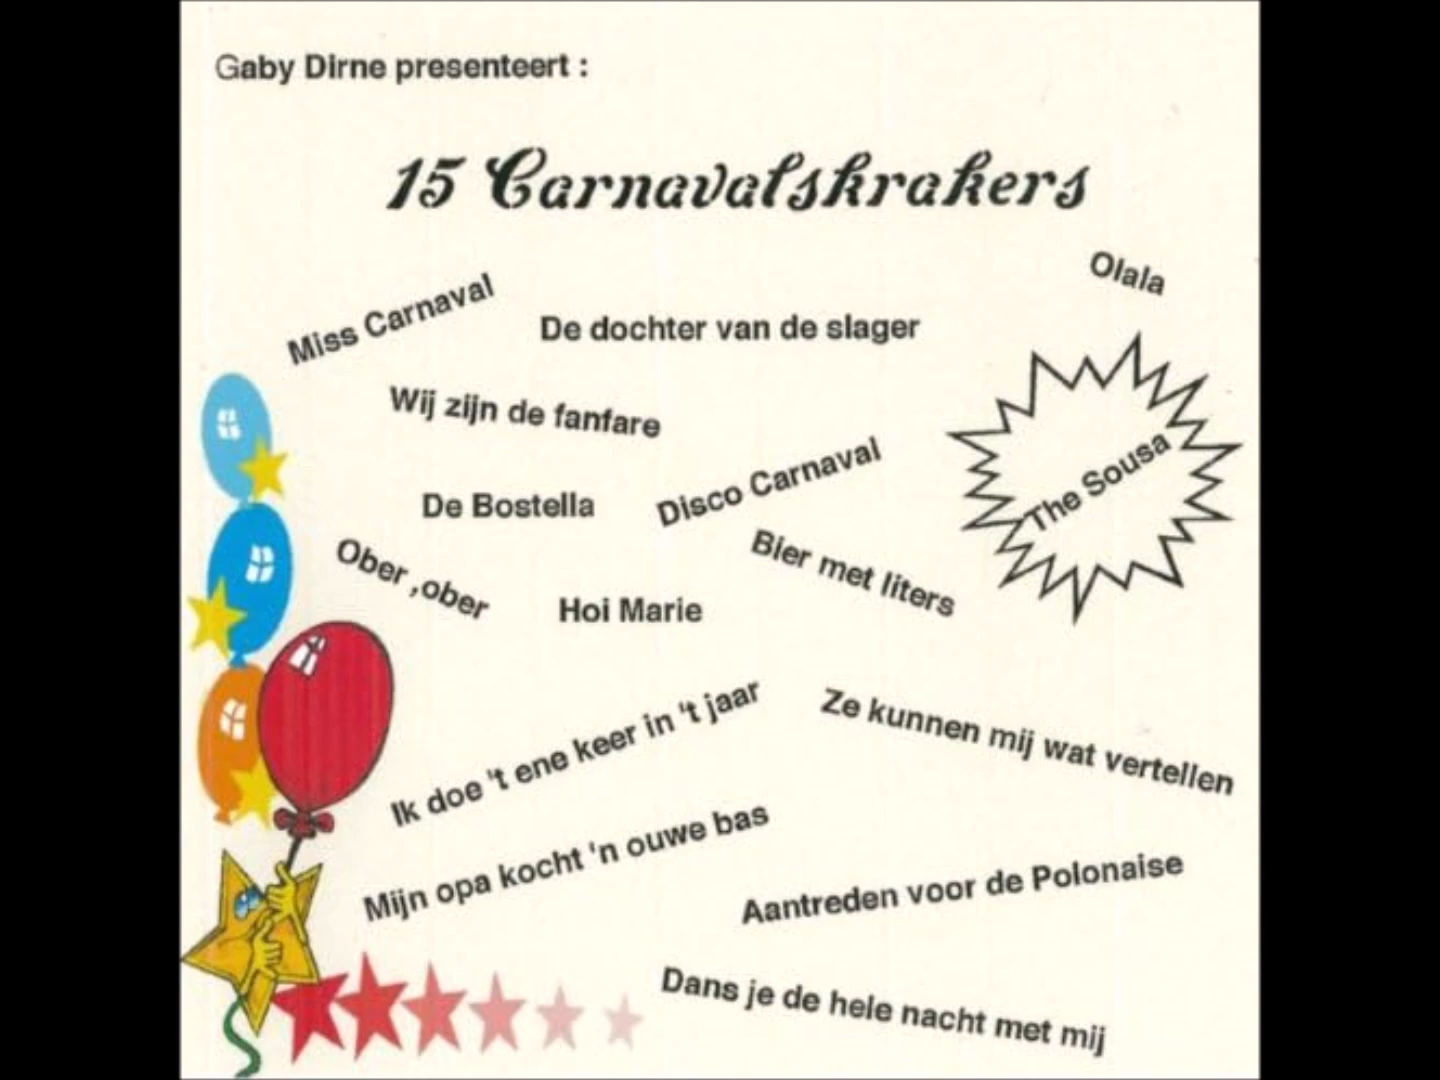 Gaby Dirne presenteert :
15 Carnavalskrakers
Olala
Miss Carnaval
De dochter van de slager
Wij zijn de fanfare
The Sousa
Disco Carnaval
De Bostella
Bier met liters
Ober ,ober
Hoi Marie
Ik doe 't ene keer in 't jaar
Ze kunnen mij wat vertellen
Mijn opa kocht 'n ouwe bas
Aantreden voor de Polonaise
Dans je de hele nacht met mij